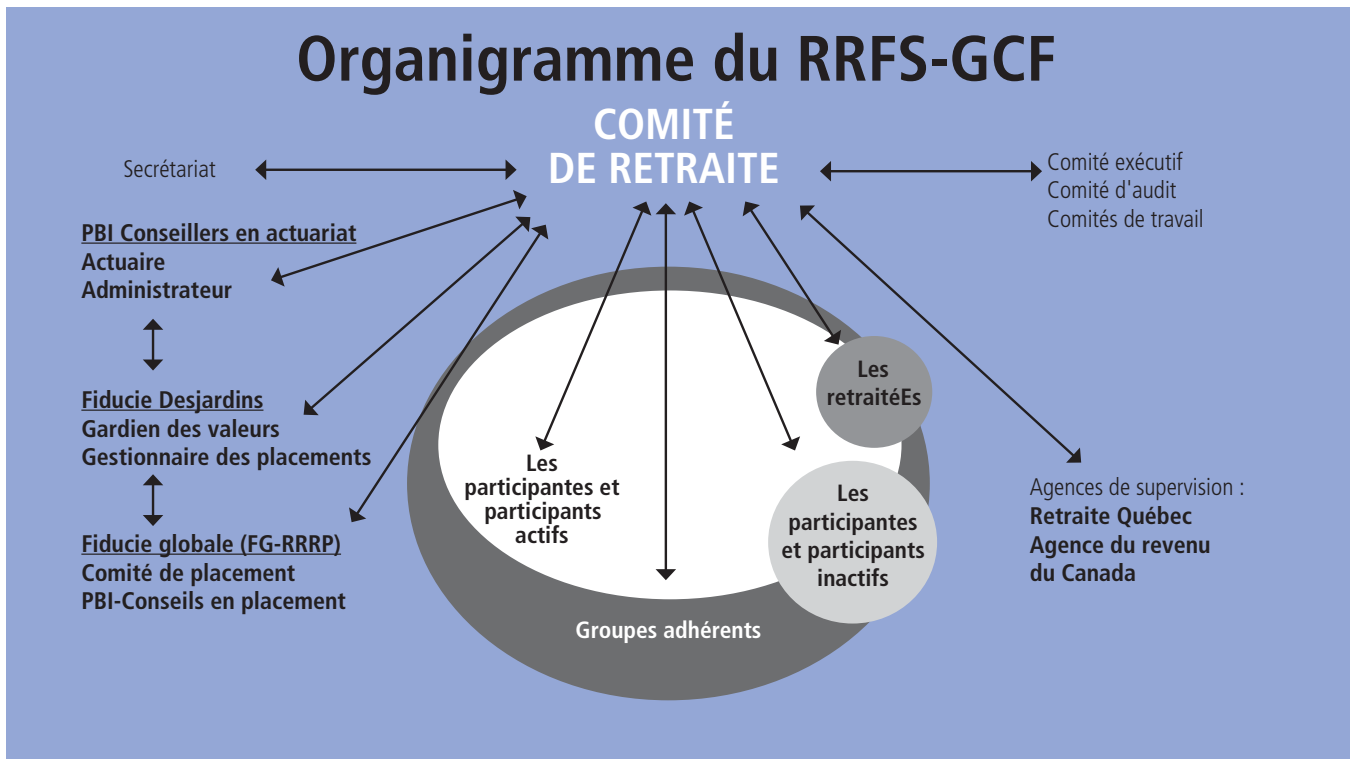 Organigramme du RRFS-GCF
COMITÉ
DE RETRAITE
Secrétariat
Comité exécutif
Comité d'audit
Comités de travail
PBI Conseillers en actuariat
Actuaire
Administrateur
Fiducie Desjardins
Gardien des valeurs
Gestionnaire des placements
Fiducie globale (FG-RRRP)
Comité de placement
PBI-Conseils en placement
Les
participantes et
participants
actifs
Les
retraitéEs
Les
participantes
et participants
inactifs
Groupes adhérents
Agences de supervision :
Retraite Québec
Agence du revenu
du Canada